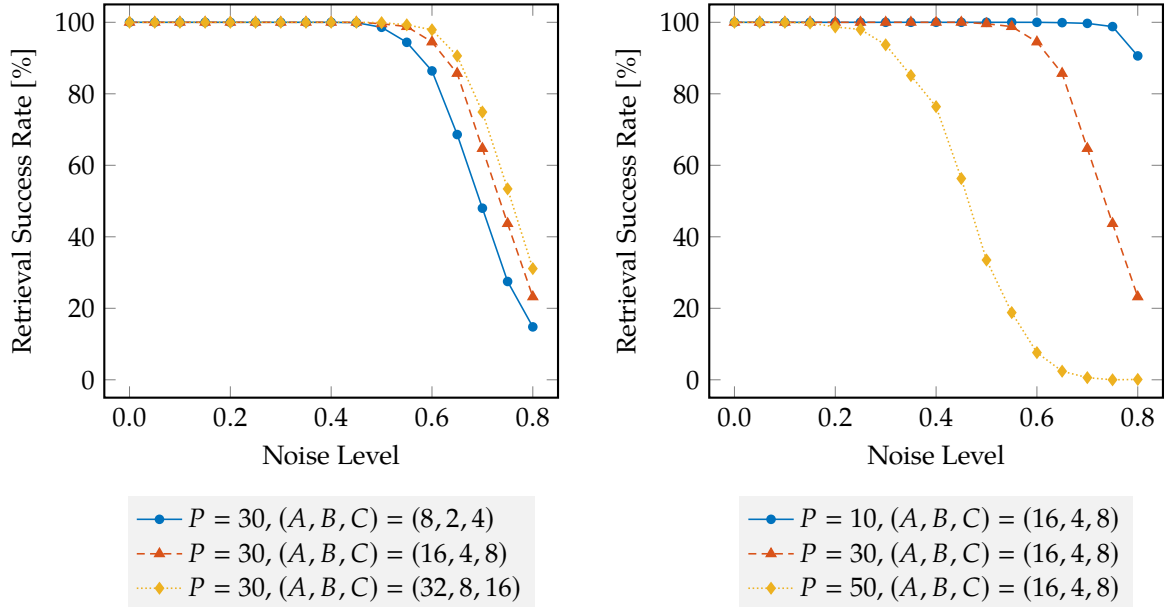 100
80
60
40
20
0
Retrieval Success Rate [%]
0.0 0.2 0.4 0.6 0.8
Noise Level
P = 30, (A, B, C) = (8, 2, 4)
P = 30, (A, B, C) = (16, 4, 8)
P = 30, (A, B, C) = (32, 8, 16)
100
80
60
40
20
0
Retrieval Success Rate [%]
0.0 0.2 0.4 0.6 0.8
Noise Level
P = 10, (A, B, C) = (16, 4, 8)
P = 30, (A, B, C) = (16, 4, 8)
P = 50, (A, B, C) = (16, 4, 8)